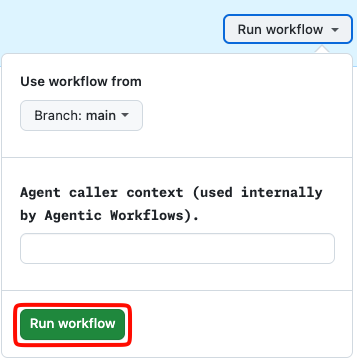 Run workflow
Use workflow from
Branch: main
Agent caller context (used internally
by Agentic Workflows).
Run workflow